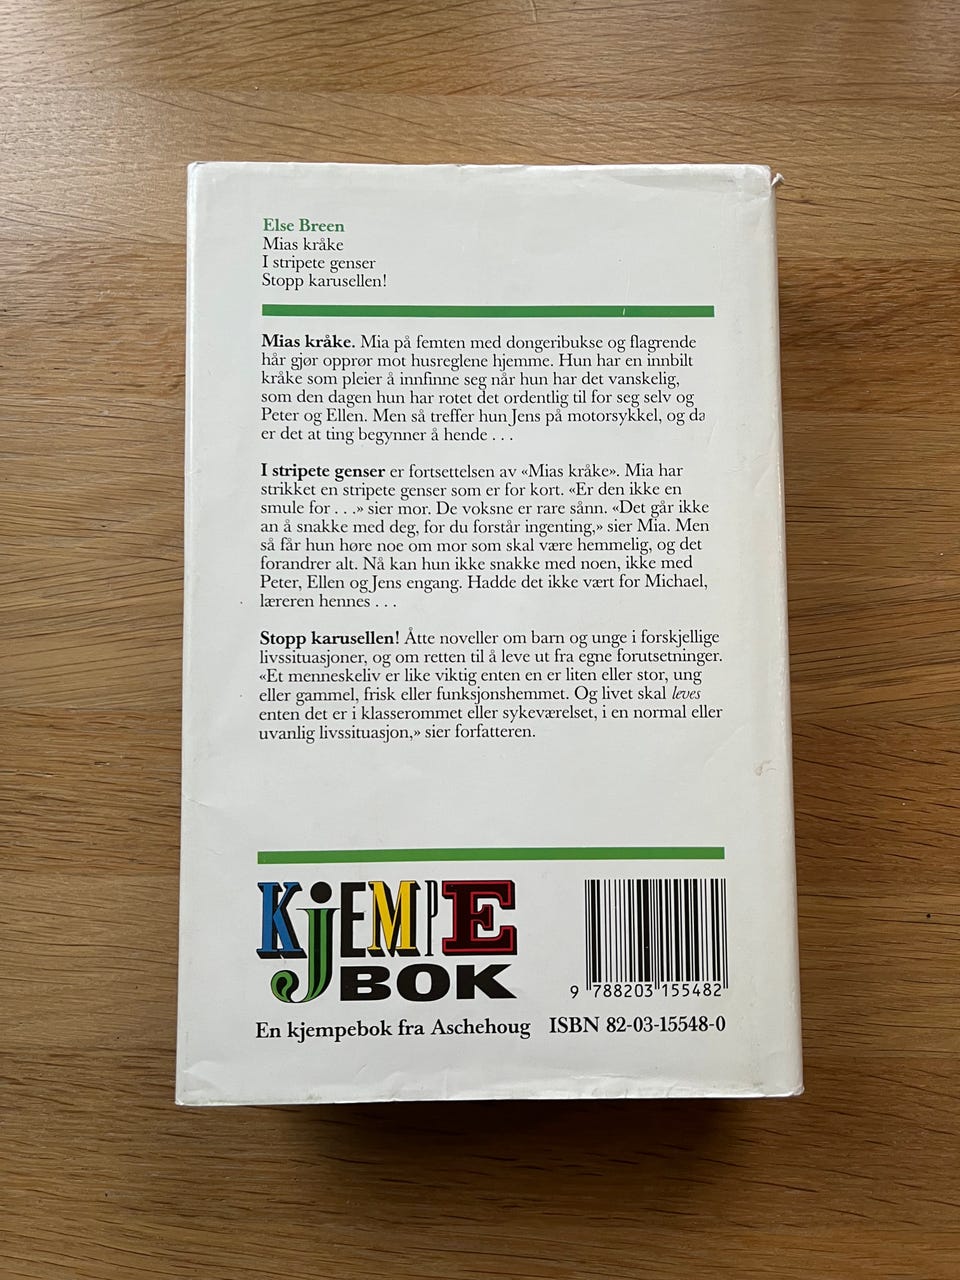 Else Breen
Mias kråke
I stripete genser
Stopp karusellen!
Mias kråke. Mia på femten med dongeribukse og flagrende
hår gjør opprør mot husreglene hjemme. Hun har en innbilt
kråke som pleier å innfinne seg når hun har det vanskelig,
som den dagen hun har rotet det ordentlig til for seg selv og
Peter og Ellen. Men så treffer hun Jens på motorsykkel, og da
er det at ting begynner å hende . . .
I stripete genser er fortsettelsen av «Mias kråke». Mia har
strikket en stripete genser som er for kort. «Er den ikke en
smule for . . .» sier mor. De voksne er rare sånn. «Det går ikke
an å snakke med deg, for du forstår ingenting,» sier Mia. Men
så får hun høre noe om mor som skal være hemmelig, og det
forandrer alt. Nå kan hun ikke snakke med noen, ikke med
Peter, Ellen og Jens engang. Hadde det ikke vært for Michael,
læreren hennes . . .
Stopp karusellen! Åtte noveller om barn og unge i forskjellige
livssituasjoner, og om retten til å leve ut fra egne forutsetninger.
«Et menneskeliv er like viktig enten en er liten eller stor, ung
eller gammel, frisk eller funksjonshemmet. Og livet skal leves
enten det er i klasserommet eller sykeværelset, i en normal eller
uvanlig livssituasjon,» sier forfatteren.
KJEMPE
BOK
9 788203 155482
En kjempebok fra Aschehoug ISBN 82-03-15548-0